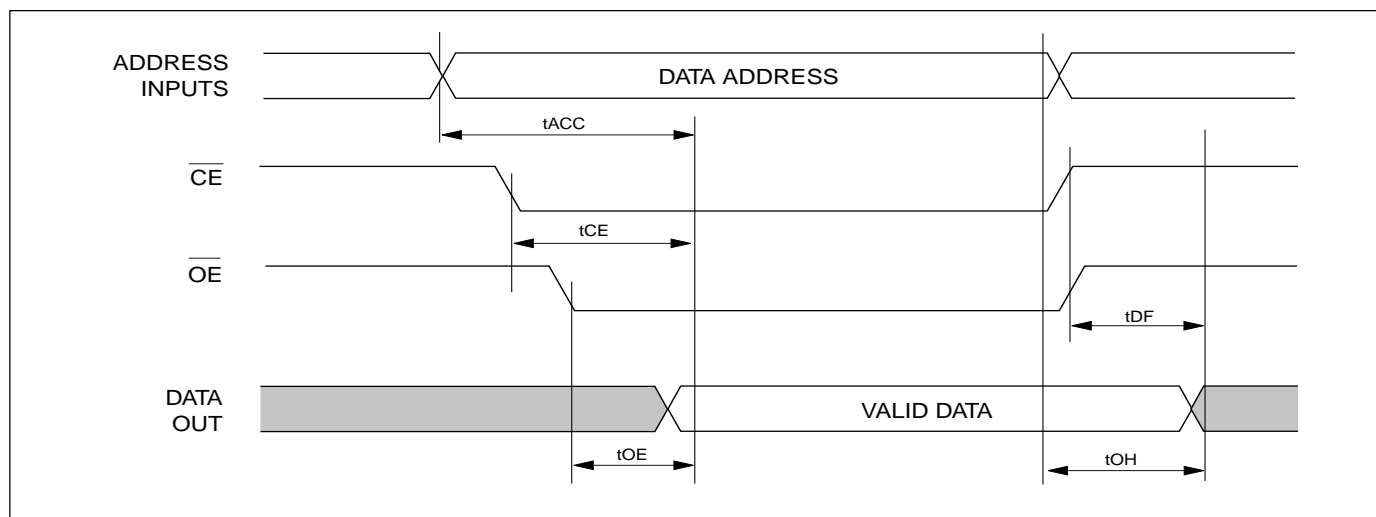 ADDRESS
INPUTS
DATA ADDRESS
tACC
CE
tCE
OE
tDF
DATA
OUT
VALID DATA
tOE
tOH